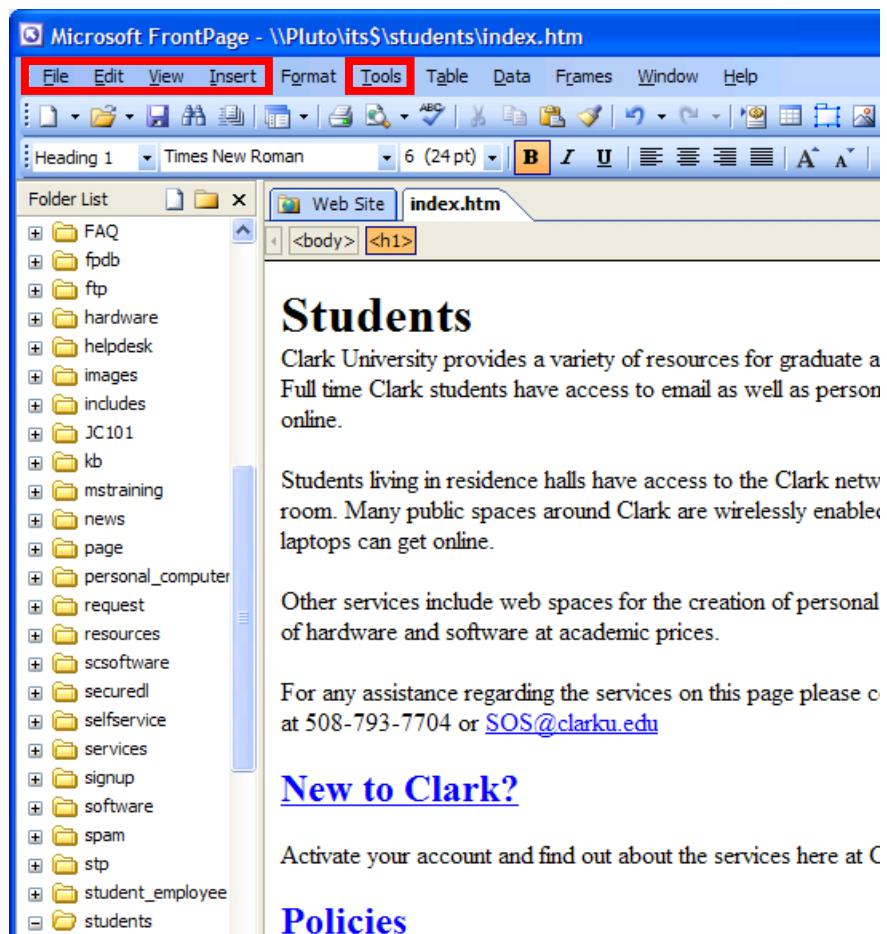 Microsoft FrontPage - \\Pluto\its$\students\index.htm
File Edit View Insert Format Tools Table Data Frames Window Help
ABC
Heading 1 Times New Roman 6 (24 pt) B I U A A
Folder List
Web Site index.htm
<body> <h1>
FAQ
fpdb
ftp
hardware
helpdesk
images
includes
JC101
kb
mstraining
news
page
personal_computer
request
resources
scsoftware
securedl
selfservice
services
signup
software
spam
stp
student_employee
students
Students
Clark University provides a variety of resources for graduate a
Full time Clark students have access to email as well as person
online.
Students living in residence halls have access to the Clark netw
room. Many public spaces around Clark are wirelessly enabled
laptops can get online.
Other services include web spaces for the creation of personal
of hardware and software at academic prices.
For any assistance regarding the services on this page please c
at 508-793-7704 or SOS@clarku.edu
New to Clark?
Activate your account and find out about the services here at C
Policies